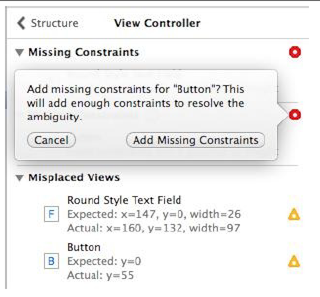 Structure View Controller
Missing Constraints
Add missing constraints for "Button"? This
will add enough constraints to resolve the
ambiguity.
Cancel Add Missing Constraints
Misplaced Views
Round Style Text Field
F Expected: x=147, y=0, width=26
Actual: x=160, y=132, width=97
Button
B Expected: y=0
Actual: y=55